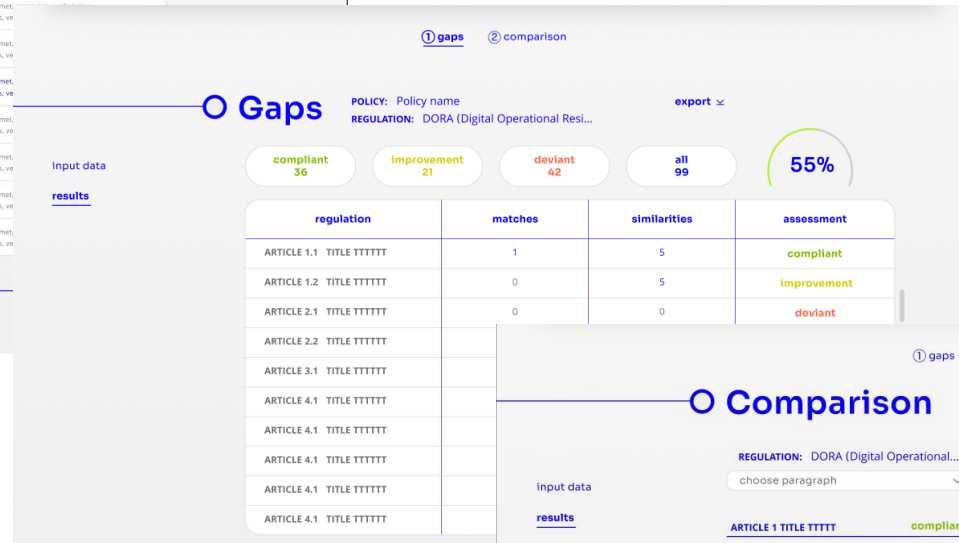 ① gaps ② comparison
Gaps
POLICY: Policy name
REGULATION: DORA (Digital Operational Resi...
export
input data
results
compliant
36
improvement
21
deviant
42
all
99
55%
regulation matches similarities assessment
ARTICLE 1.1 TITLE TTTTTT 1 5 compliant
ARTICLE 1.2 TITLE TTTTTT 0 5 improvement
ARTICLE 2.1 TITLE TTTTTT 0 0 deviant
ARTICLE 2.2 TITLE TTTTTT
ARTICLE 3.1 TITLE TTTTTT
ARTICLE 4.1 TITLE TTTTTT
ARTICLE 4.1 TITLE TTTTTT
ARTICLE 4.1 TITLE TTTTTT
ARTICLE 4.1 TITLE TTTTTT
ARTICLE 4.1 TITLE TTTTTT
① gaps
Comparison
REGULATION: DORA (Digital Operational...
choose paragraph
input data
results
ARTICLE 1 TITLE TTTTT